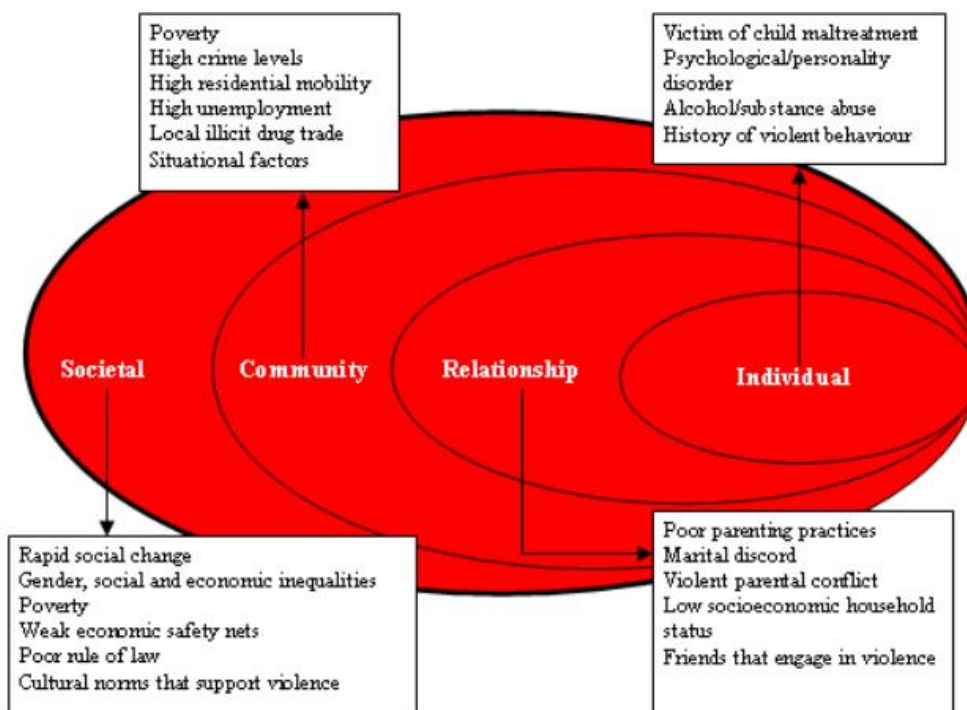 Poverty
High crime levels
High residential mobility
High unemployment
Local illicit drug trade
Situational factors
Victim of child maltreatment
Psychological/personality
disorder
Alcohol/substance abuse
History of violent behaviour
Societal
Community
Relationship
Individual
Rapid social change
Gender, social and economic inequalities
Poverty
Weak economic safety nets
Poor rule of law
Cultural norms that support violence
Poor parenting practices
Marital discord
Violent parental conflict
Low socioeconomic household
status
Friends that engage in violence